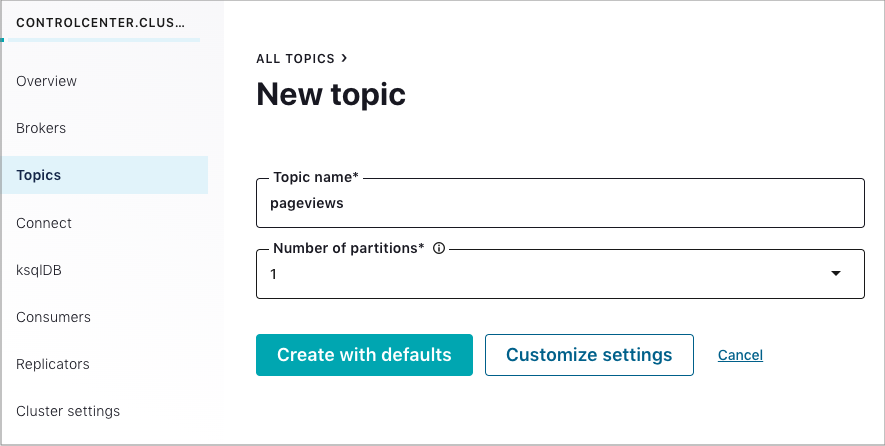 CONTROLCENTER.CLUS...
Overview
Brokers
Topics
Connect
ksqlDB
Consumers
Replicators
Cluster settings
ALL TOPICS >
New topic
Topic name*
pageviews
Number of partitions*
1
Create with defaults
Customize settings
Cancel